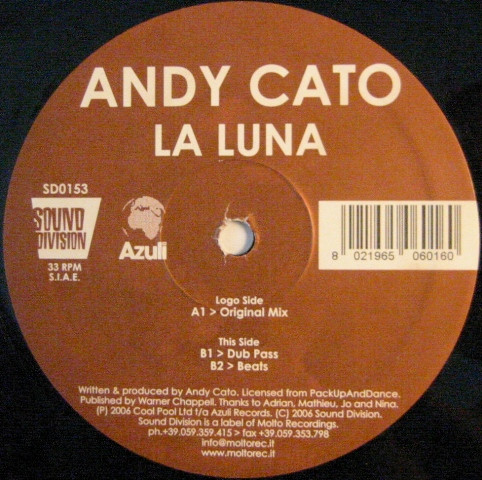 ANDY CATO
LA LUNA
SD0153
SOUND
DIVISION
Azuli
33 RPM
S.I.A.E.
8 021965 060160
Logo Side
A1 > Original Mix
This Side
B1 > Dub Pass
B2 > Beats
Written & produced by Andy Cato. Licensed from PackUpAndDance.
Published by Warner Chappell. Thanks to Adrian, Mathieu, Jo and Nina.
(P) 2006 Cool Pool Ltd t/a Azuli Records. (C) 2006 Sound Division.
Sound Division is a label of Molto Recordings.
ph.+39.059.359.415 > fax +39.059.353.798
info@moltorec.it
www.moltorec.it